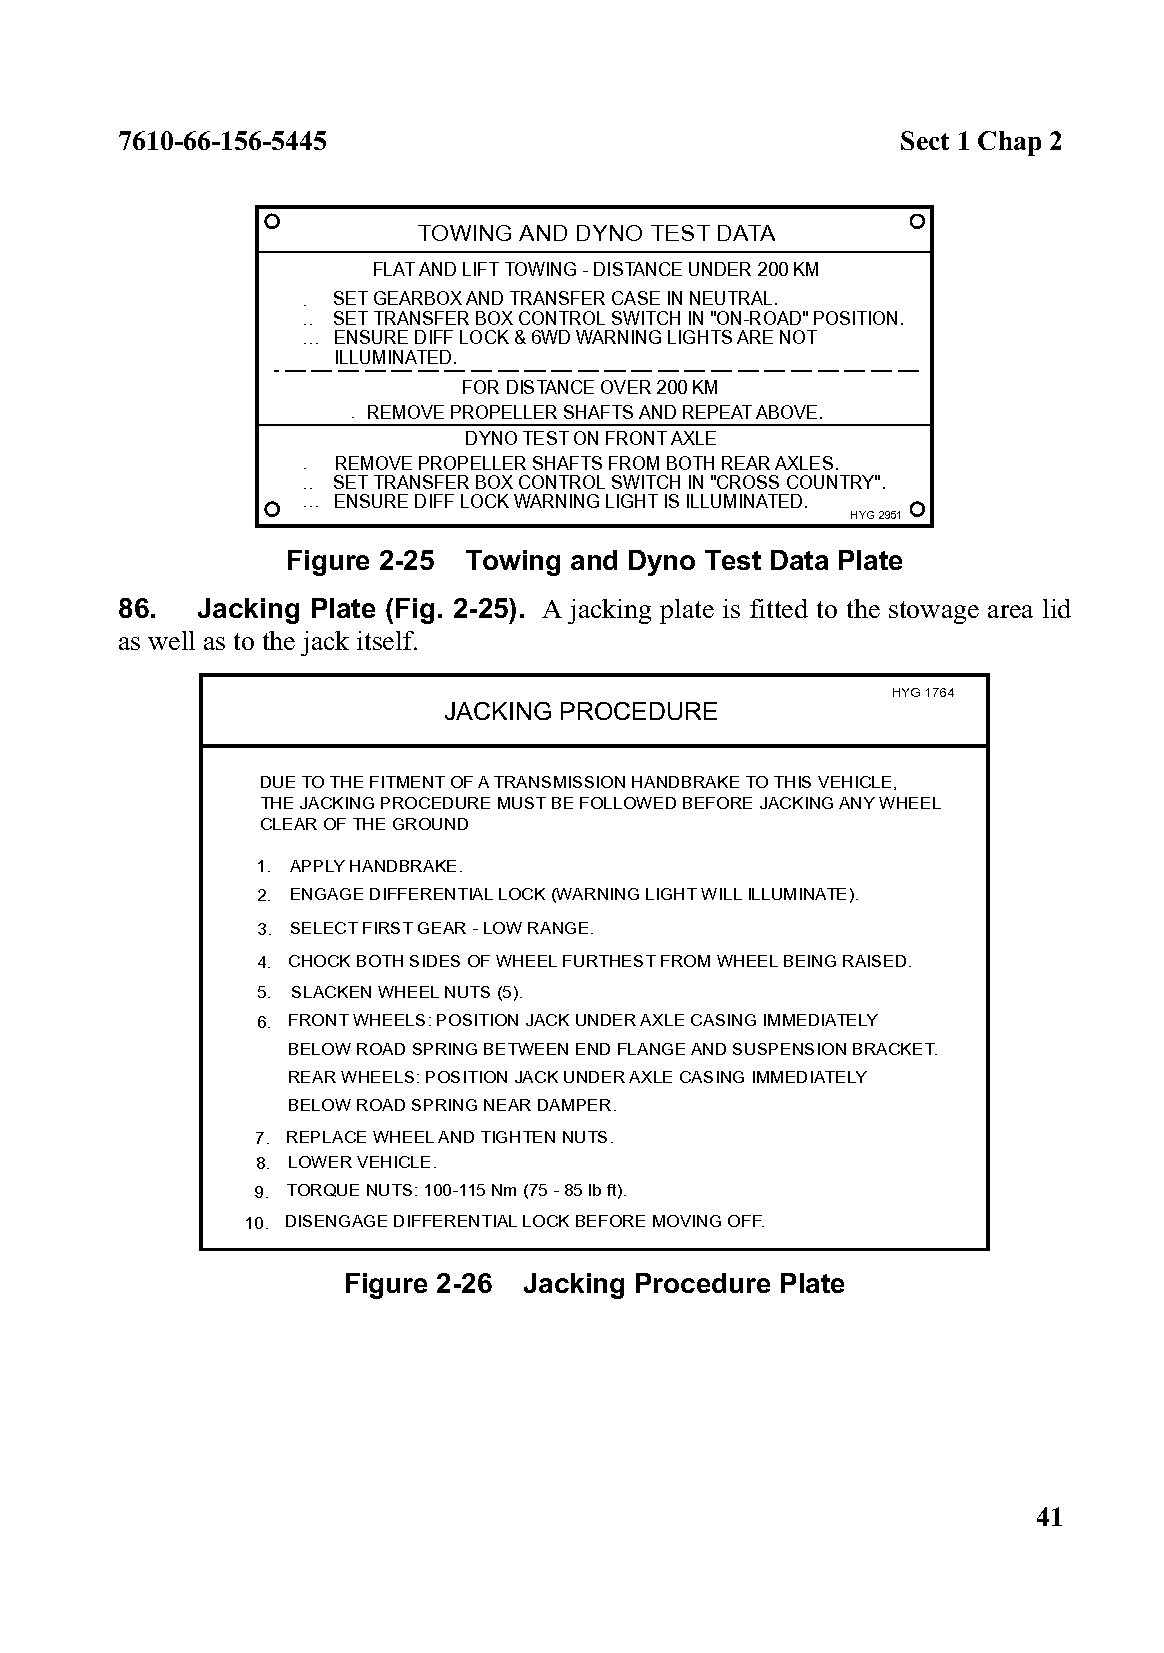 7610-66-156-5445 Sect 1 Chap 2
TOWING AND DYNO TEST DATA
FLAT AND LIFT TOWING - DISTANCE UNDER 200 KM
. SET GEARBOX AND TRANSFER CASE IN NEUTRAL.
.. SET TRANSFER BOX CONTROL SWITCH IN "ON-ROAD" POSITION.
... ENSURE DIFF LOCK & 6WD WARNING LIGHTS ARE NOT
ILLUMINATED.
FOR DISTANCE OVER 200 KM
. REMOVE PROPELLER SHAFTS AND REPEAT ABOVE.
DYNO TEST ON FRONT AXLE
. REMOVE PROPELLER SHAFTS FROM BOTH REAR AXLES.
.. SET TRANSFER BOX CONTROL SWITCH IN "CROSS COUNTRY".
... ENSURE DIFF LOCK WARNING LIGHT IS ILLUMINATED.
HYG 2951
Figure 2-25 Towing and Dyno Test Data Plate
86. Jacking Plate (Fig. 2-25). A jacking plate is fitted to the stowage area lid
as well as to the jack itself.
HYG 1764
JACKING PROCEDURE
DUE TO THE FITMENT OF A TRANSMISSION HANDBRAKE TO THIS VEHICLE,
THE JACKING PROCEDURE MUST BE FOLLOWED BEFORE JACKING ANY WHEEL
CLEAR OF THE GROUND
1. APPLY HANDBRAKE.
2. ENGAGE DIFFERENTIAL LOCK (WARNING LIGHT WILL ILLUMINATE).
3. SELECT FIRST GEAR - LOW RANGE.
4. CHOCK BOTH SIDES OF WHEEL FURTHEST FROM WHEEL BEING RAISED.
5. SLACKEN WHEEL NUTS (5).
6. FRONT WHEELS: POSITION JACK UNDER AXLE CASING IMMEDIATELY
BELOW ROAD SPRING BETWEEN END FLANGE AND SUSPENSION BRACKET.
REAR WHEELS: POSITION JACK UNDER AXLE CASING IMMEDIATELY
BELOW ROAD SPRING NEAR DAMPER.
7. REPLACE WHEEL AND TIGHTEN NUTS.
8. LOWER VEHICLE.
9. TORQUE NUTS: 100-115 Nm (75 - 85 lb ft).
10. DISENGAGE DIFFERENTIAL LOCK BEFORE MOVING OFF.
Figure 2-26 Jacking Procedure Plate
41